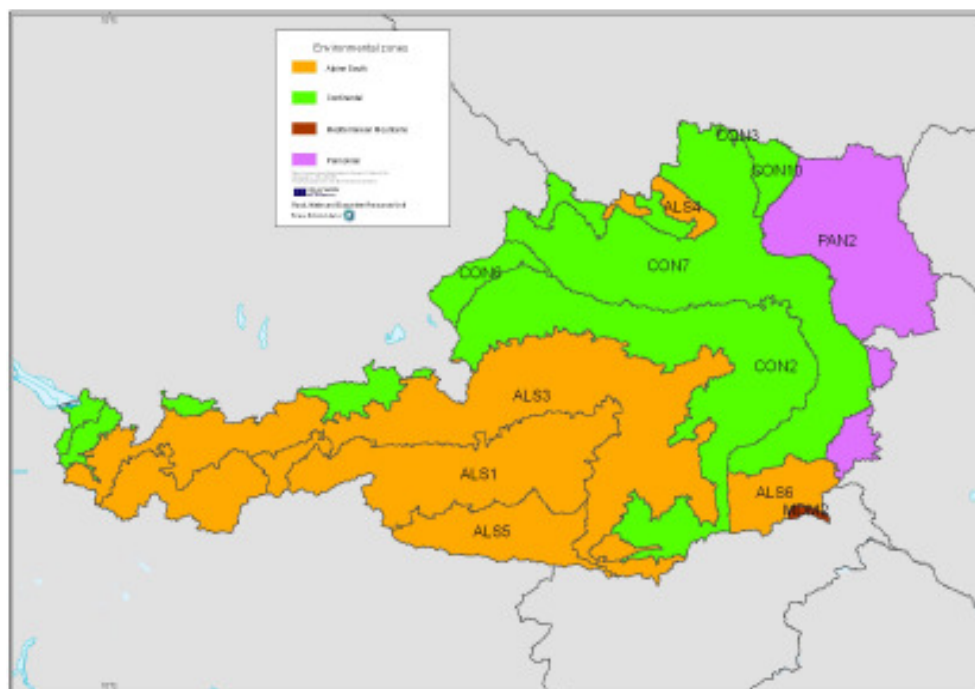 Environmental zones
Alpine South
Continental
Mediterranean Mountains
Pannonian
CON3
CON10
ALS4
PAN2
CON7
CON6
CON2
ALS3
ALS1
ALS6
MDM2
ALS5